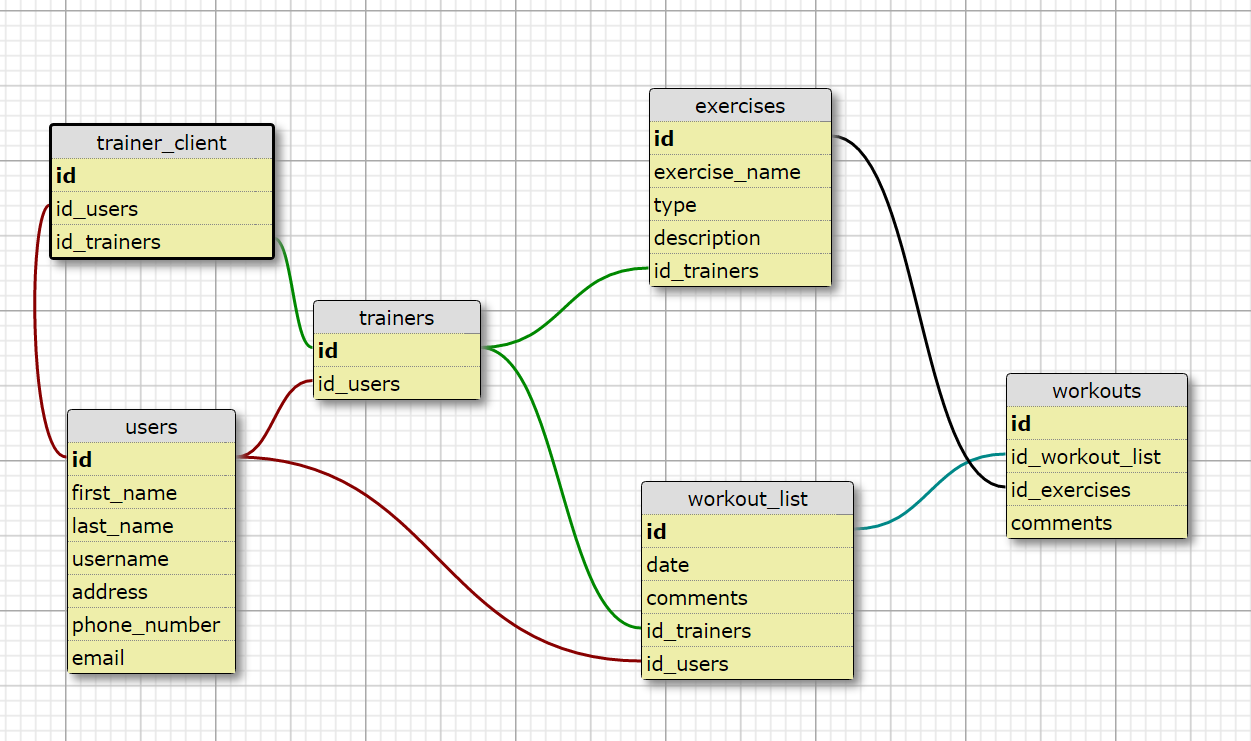 trainer_client
id
id_users
id_trainers
users
id
first_name
last_name
username
address
phone_number
email
trainers
id
id_users
exercises
id
exercise_name
type
description
id_trainers
workout_list
id
date
comments
id_trainers
id_users
workouts
id
id_workout_list
id_exercises
comments